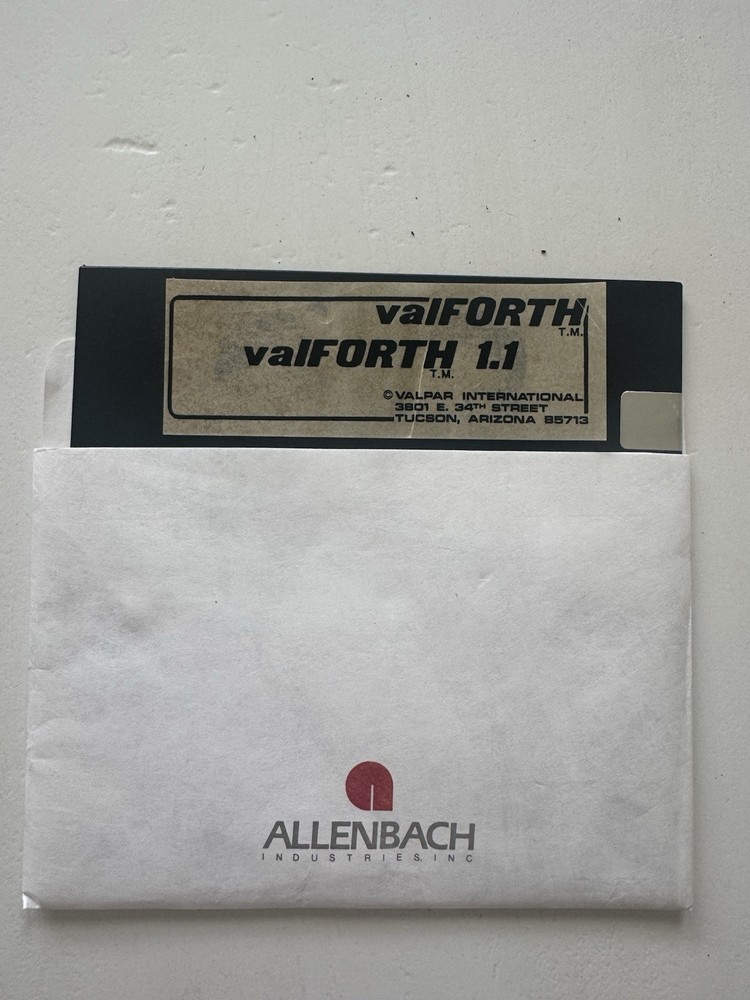 valFORTH
T.M.
valFORTH 1.1
T.M.
© VALPAR INTERNATIONAL
3801 E. 34TH STREET
TUCSON, ARIZONA 85713
ALLENBACH
INDUSTRIES, INC